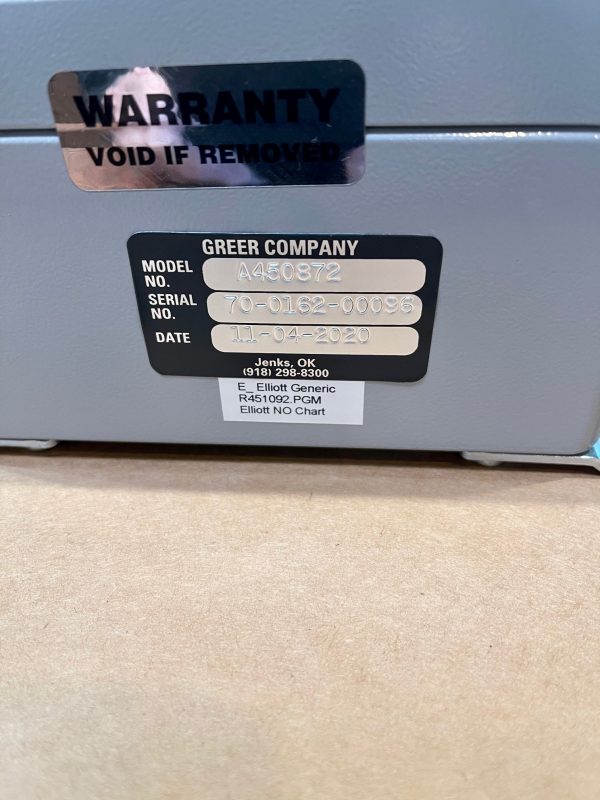 WARRANTY
VOID IF REMOVED
GREER COMPANY
MODEL NO. A450872
SERIAL NO. 70-0162-00096
DATE 11-04-2020
Jenks, OK
(918) 298-8300
E_ Elliott Generic
R451092.PGM
Elliott NO Chart